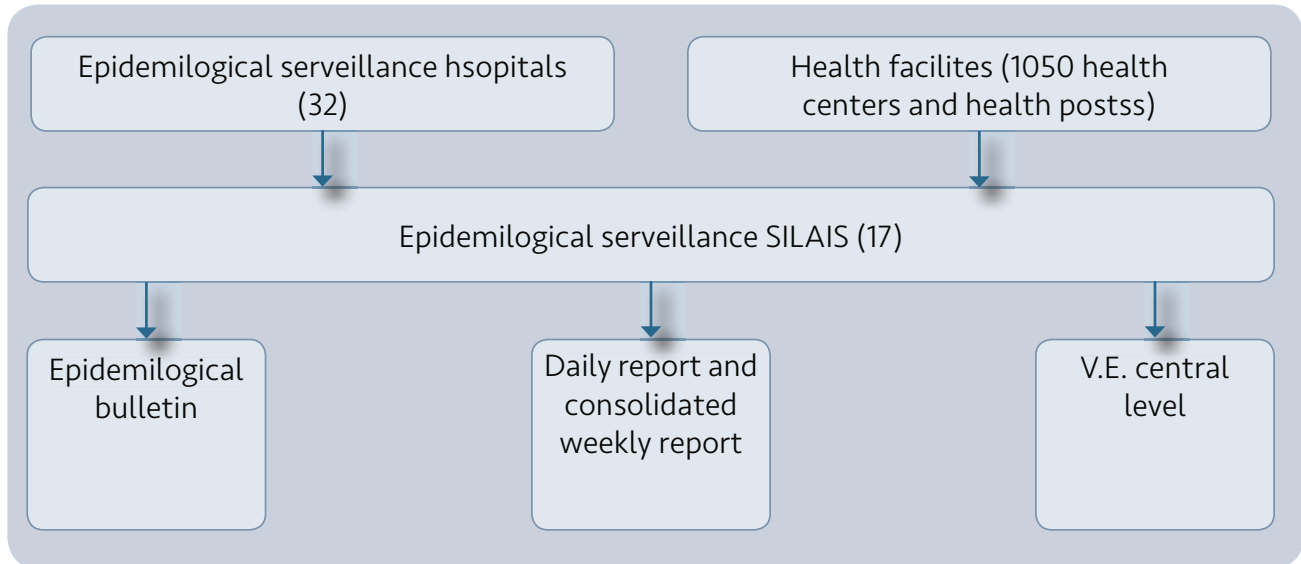 Epidemilogical serveillance hsopitals
(32)
Health facilites (1050 health
centers and health postss)
Epidemilogical serveillance SILAIS (17)
Epidemilogical
bulletin
Daily report and
consolidated
weekly report
V.E. central
level